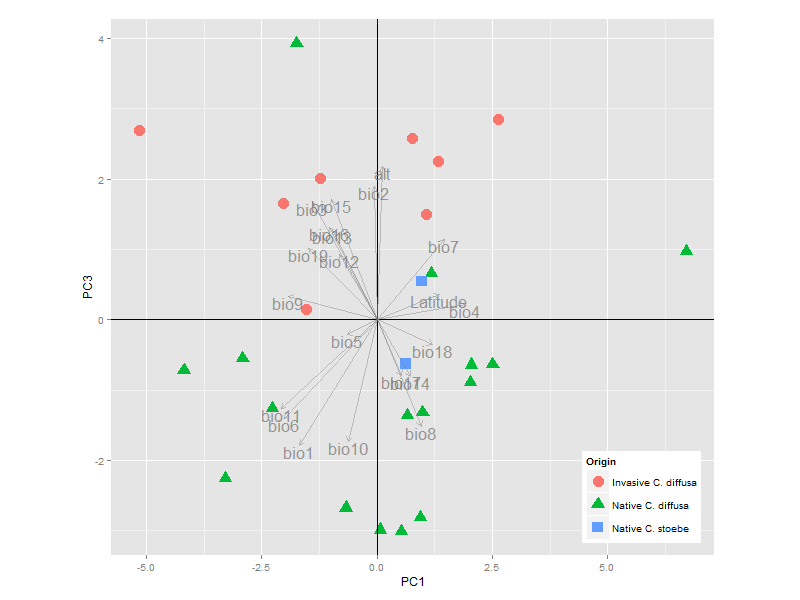 4
alt
2
bio2
bio3
bio15
bio13
bio7
bio19
bio12
PC3
bio9
Latitude
bio4
0
bio5
bio18
bio17
bio14
bio11
bio6
bio8
bio1
bio10
-2
Origin
Invasive C. diffusa
Native C. diffusa
Native C. stoebe
-5.0
-2.5
0.0
2.5
5.0
PC1